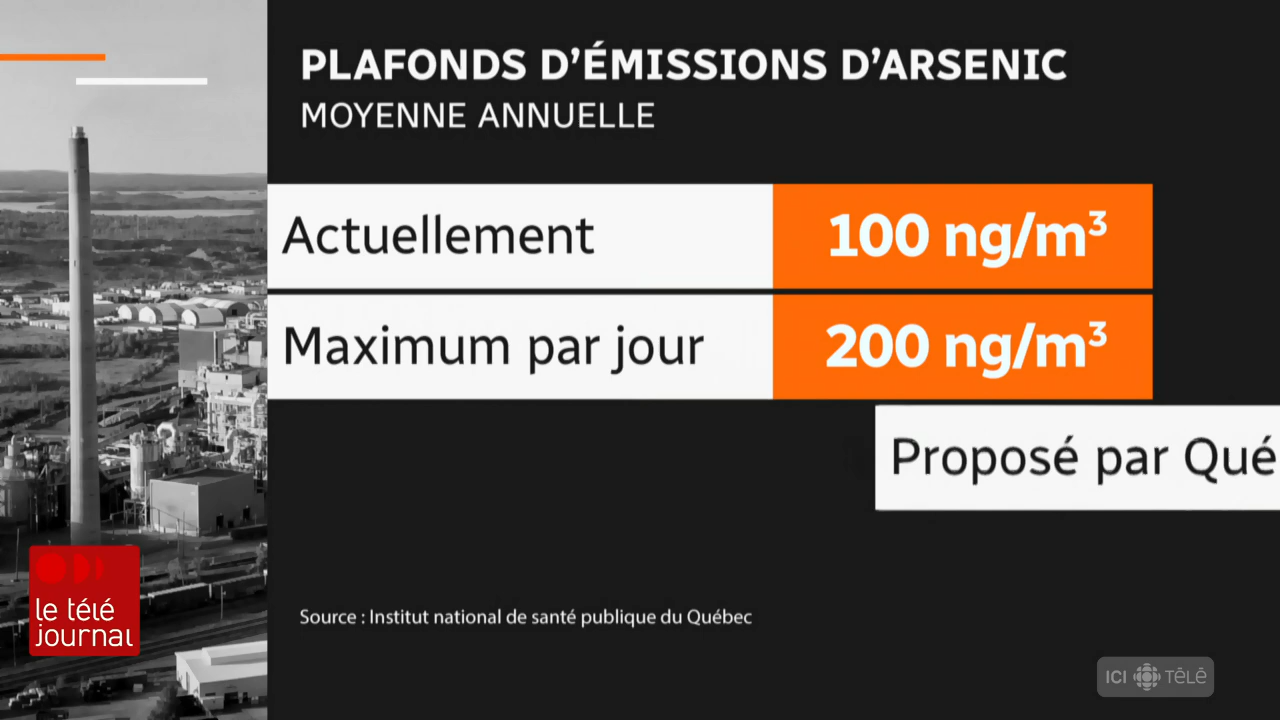 PLAFONDS D'ÉMISSIONS D'ARSENIC
MOYENNE ANNUELLE
Actuellement 100 ng/m³
Maximum par jour 200 ng/m³
Proposé par Qué
Source : Institut national de santé publique du Québec
le télé
journal
ICI TÉLÉ